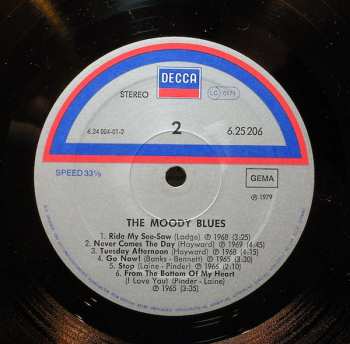 DECCA
STEREO
LC 0171
6.24 004-01-2
2
6.25 206
SPEED 33⅓
GEMA
℗ 1979
THE MOODY BLUES
1. Ride My See-Saw (Lodge) ℗ 1968 (3:25)
2. Never Comes The Day (Hayward) ℗ 1969 (4:45)
3. Tuesday Afternoon (Hayward) ℗ 1968 (4:15)
4. Go Now! (Banks - Bennett) ℗ 1965 (3:30)
5. Stop (Laine - Pinder) ℗ 1965 (2:10)
6. From The Bottom Of My Heart
(I Love You) (Pinder - Laine)
℗ 1965 (3:35)